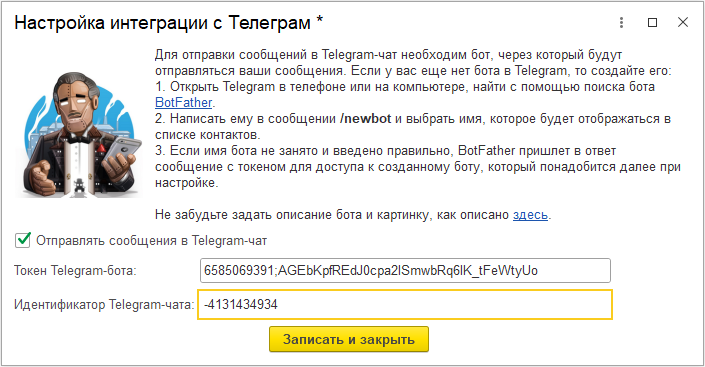 Настройка интеграции с Телеграм *
Для отправки сообщений в Telegram-чат необходим бот, через который будут
отправляться ваши сообщения. Если у вас еще нет бота в Telegram, то создайте его:
1. Открыть Telegram в телефоне или на компьютере, найти с помощью поиска бота
BotFather.
2. Написать ему в сообщении /newbot и выбрать имя, которое будет отображаться в
списке контактов.
3. Если имя бота не занято и введено правильно, BotFather пришлет в ответ
сообщение с токеном для доступа к созданному боту, который понадобится далее при
настройке.
Не забудьте задать описание бота и картинку, как описано здесь.
Отправлять сообщения в Telegram-чат
Токен Telegram-бота: 6585069391;AGEbKpfREdJ0cpa2lSmwbRq6lK_tFeWtyUo
Идентификатор Telegram-чата: -4131434934
Записать и закрыть